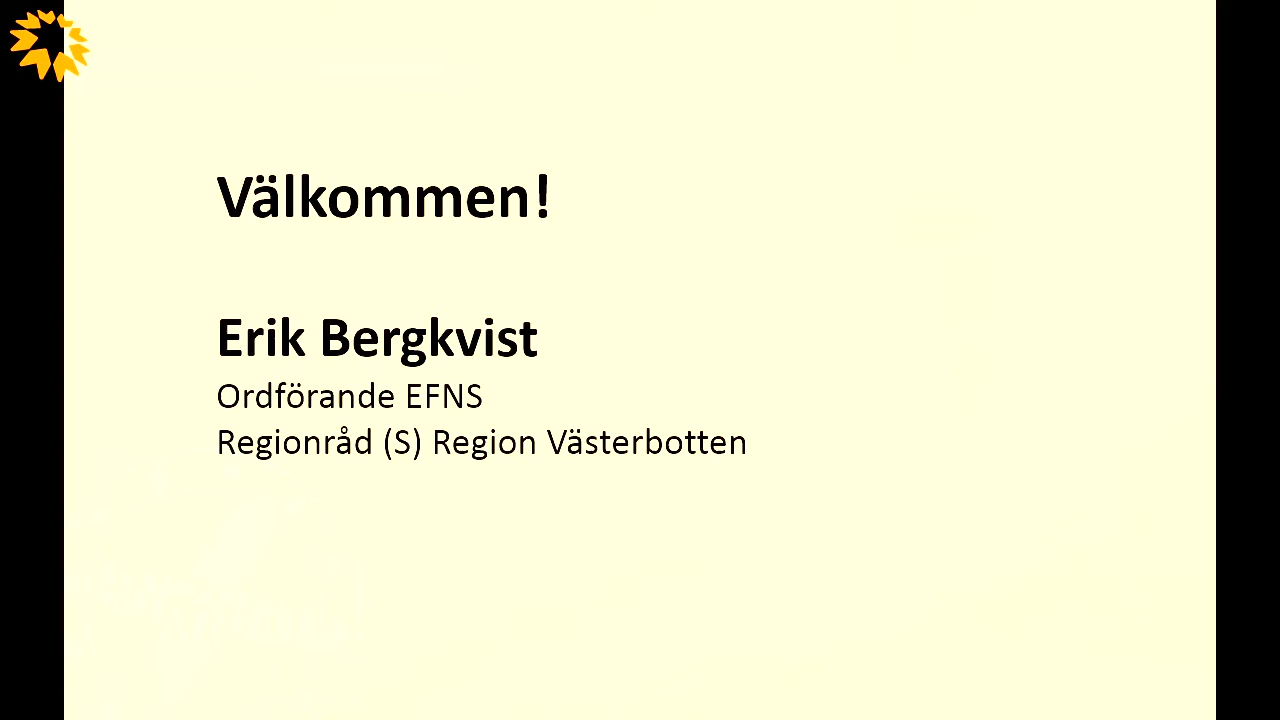 Välkommen!
Erik Bergkvist
Ordförande EFNS
Regionråd (S) Region Västerbotten